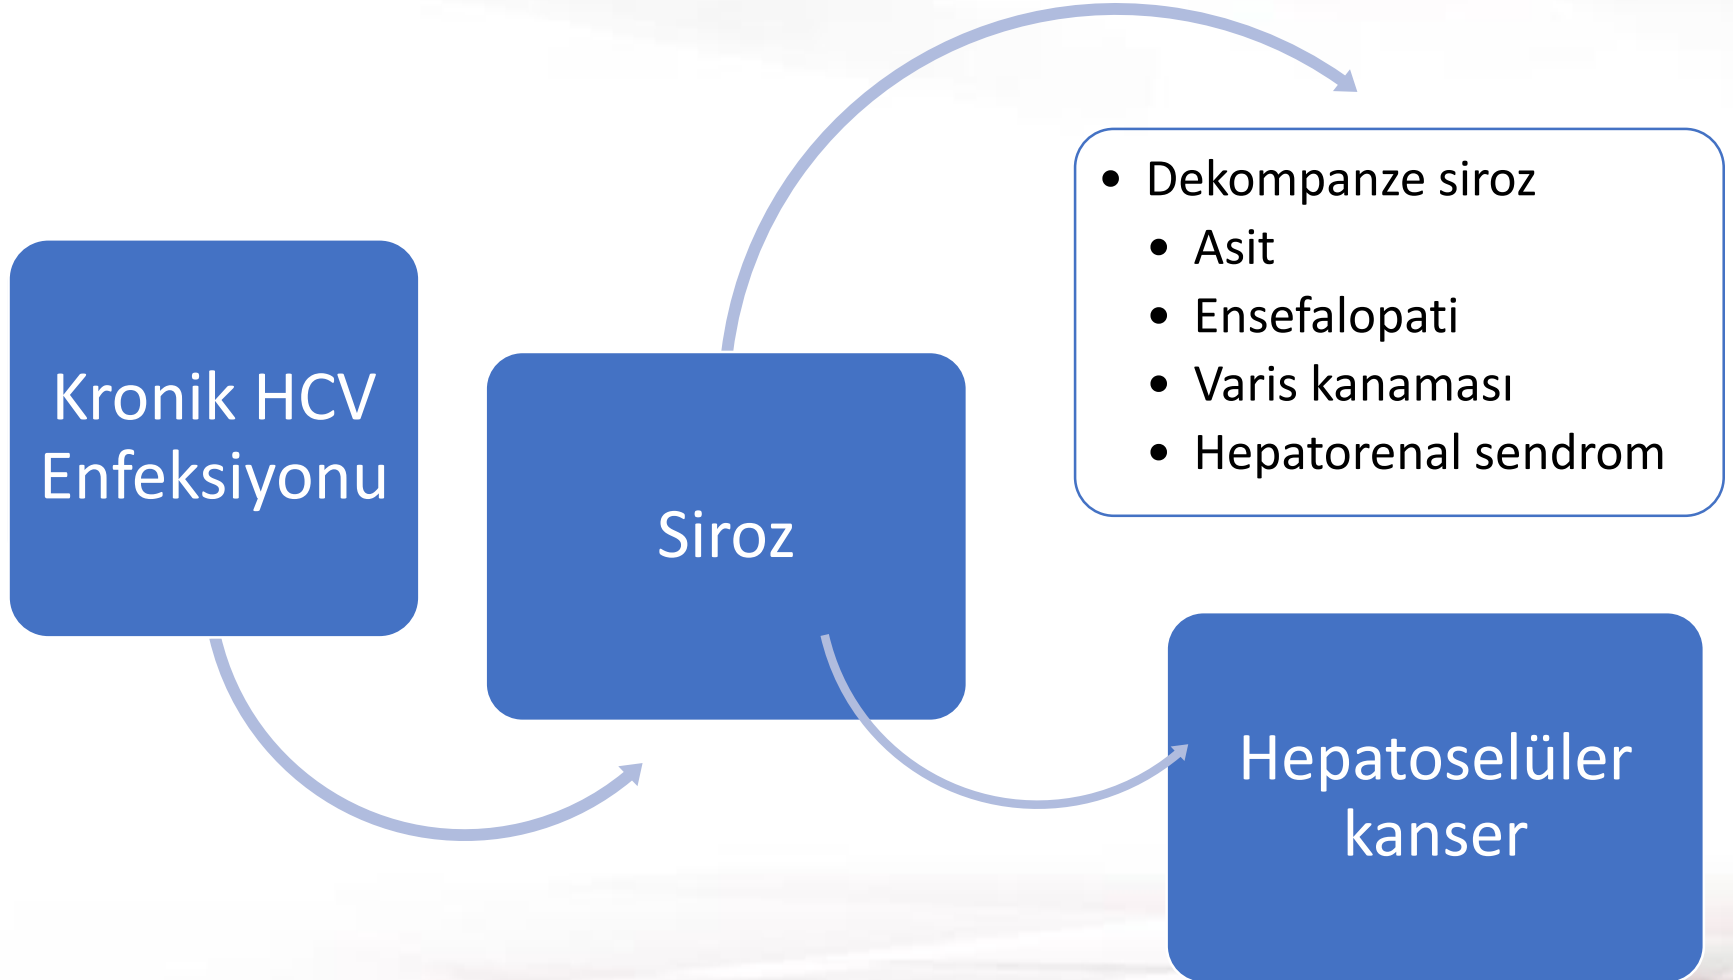 Kronik HCV
Enfeksiyonu
Siroz
• Dekompanze siroz
• Asit
• Ensefalopati
• Varis kanaması
• Hepatorenal sendrom
Hepatoselüler
kanser